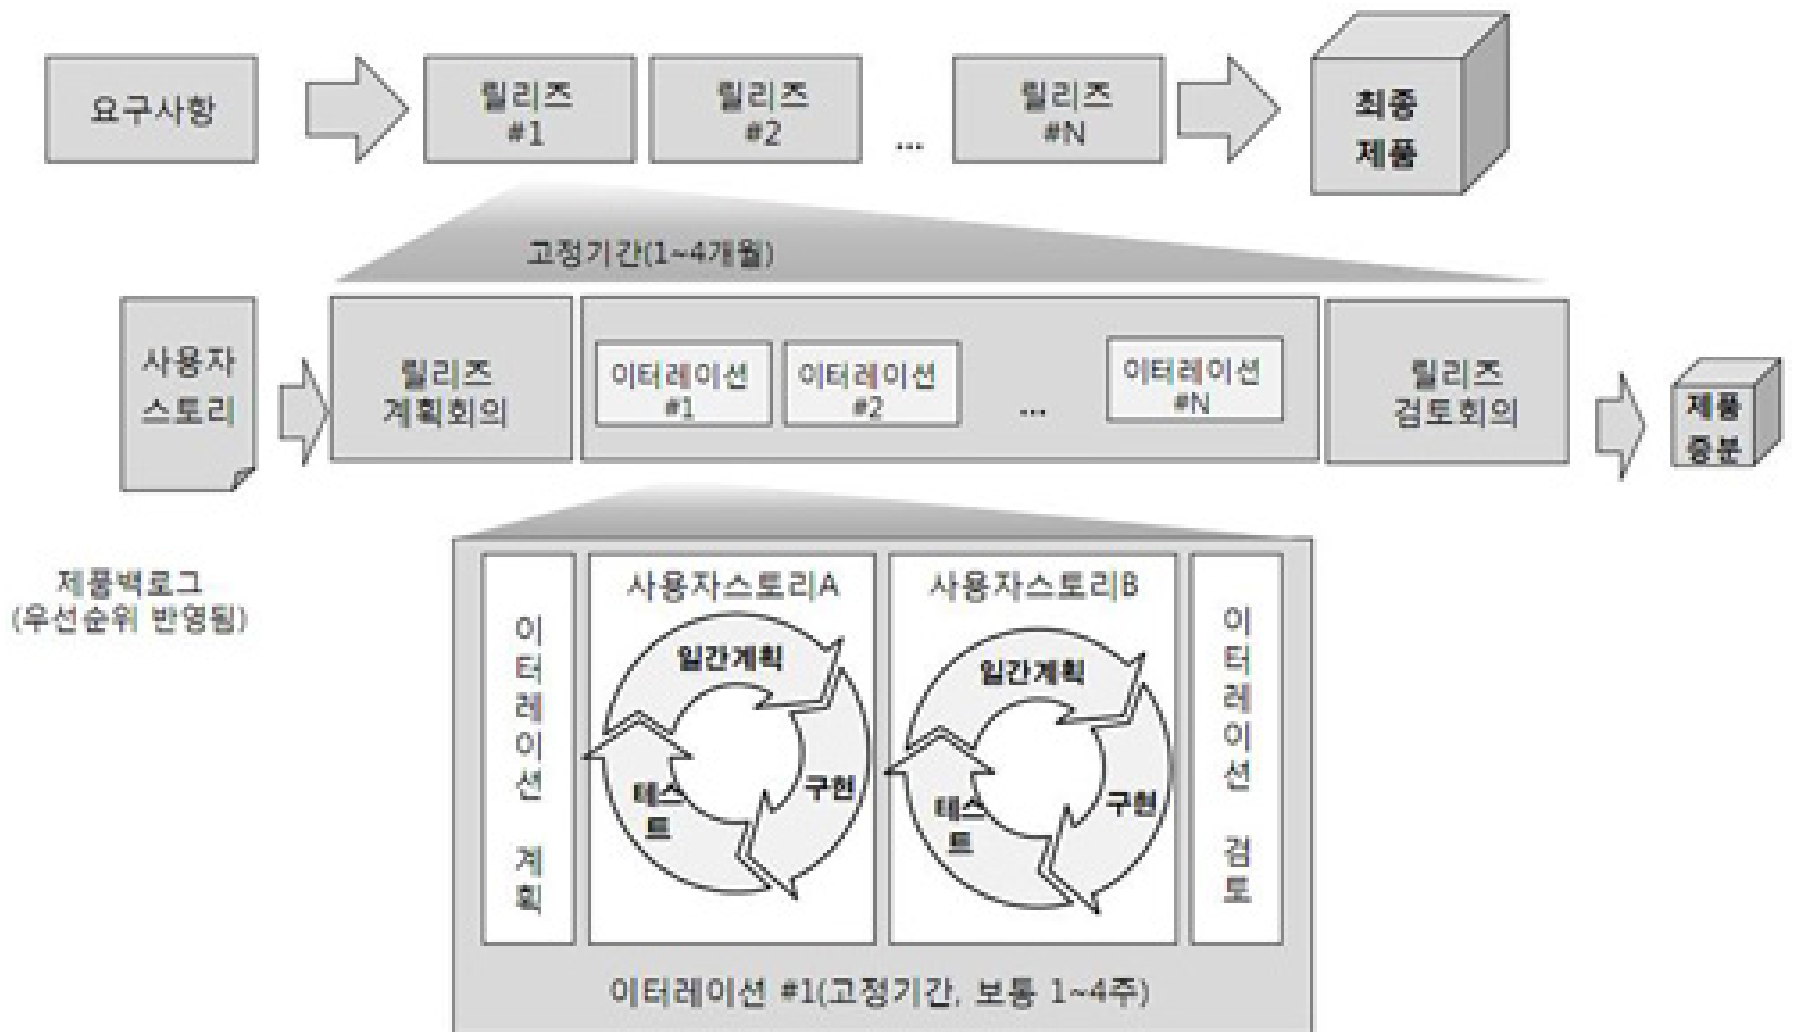 요구사항
릴리즈
#1
릴리즈
#2
...
릴리즈
#N
최종
제품
고정기간(1~4개월)
사용자
스토리
릴리즈
계획회의
이터레이션
#1
이터레이션
#2
...
이터레이션
#N
릴리즈
검토회의
제품
증분
제품백로그
(우선순위 반영됨)
이터레이션 계획
사용자스토리A
일간계획
구현
테스
트
사용자스토리B
일간계획
구현
테스
트
이터레이션 검토
이터레이션 #1(고정기간, 보통 1~4주)